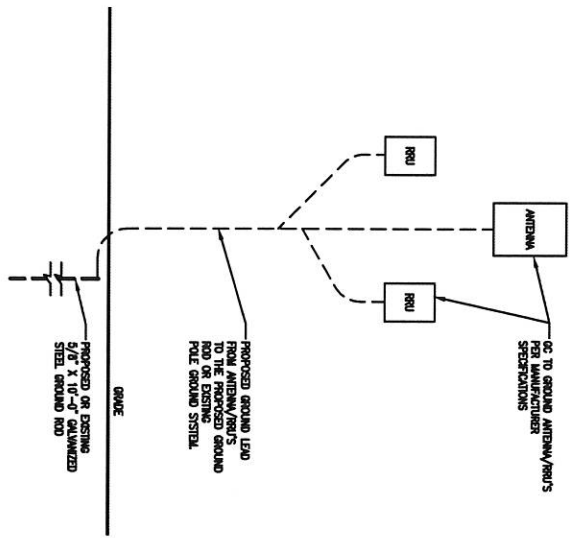 RRU
ANTENNA
RRU
GC TO GROUND ANTENNA/RRU'S
PER MANUFACTURER
SPECIFICATIONS
PROPOSED GROUND LEAD
FROM ANTENNA/RRU'S
TO THE PROPOSED GROUND
ROD OR EXISTING
POLE GROUND SYSTEM.
GRADE
PROPOSED OR EXISTING
5/8" X 10'-0" GALVANIZED
STEEL GROUND ROD